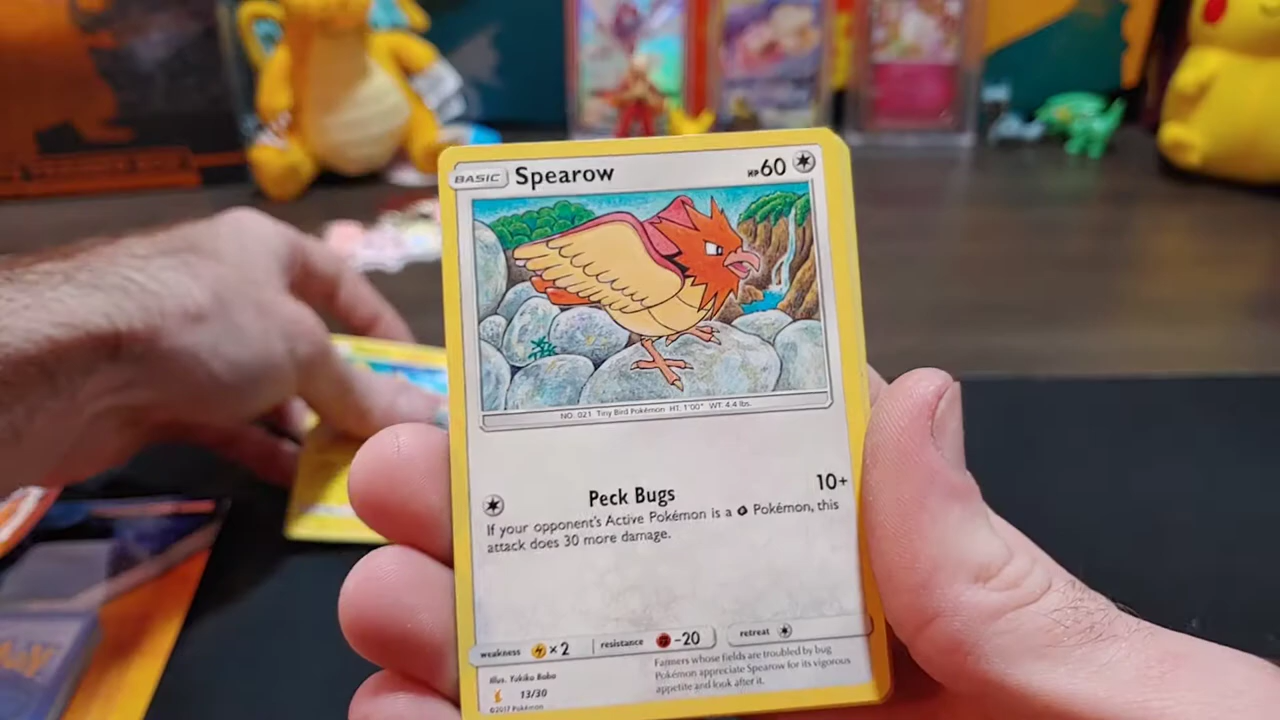 BASIC Spearow HP60
NO. 021 Tiny Bird Pokémon HT. 1'00" WT. 4.4 lbs.
Peck Bugs 10+
If your opponent's Active Pokémon is a Pokémon, this
attack does 30 more damage.
weakness ×2 resistance -20 retreat
Farmers whose fields are troubled by bug
Pokémon appreciate Spearow for its vigorous
appetite and look after it.
Illus. Yukiko Baba
13/30
©2017 Pokémon